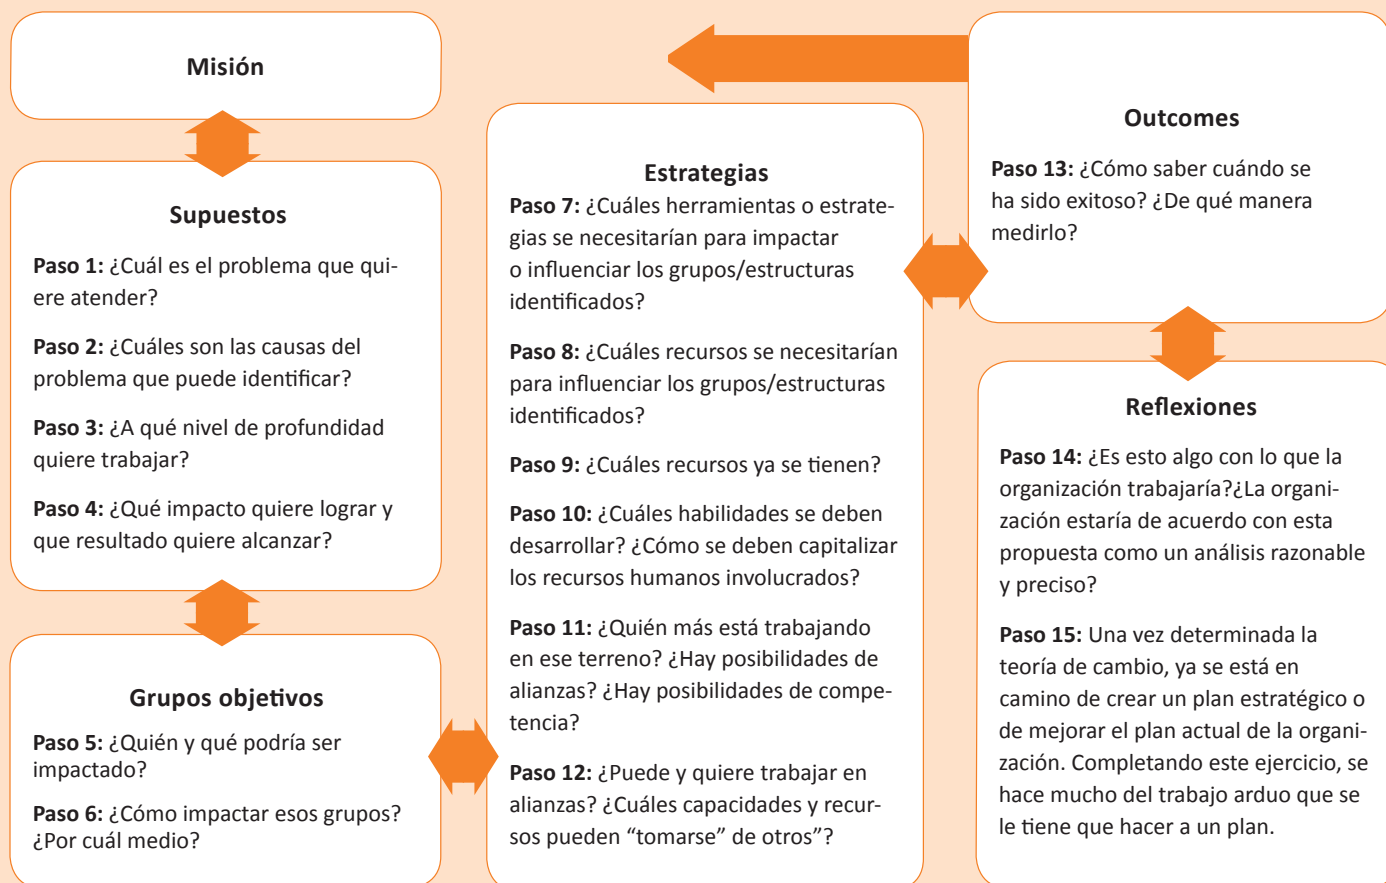 Misión
Supuestos
Paso 1: ¿Cuál es el problema que qui-
ere atender?
Paso 2: ¿Cuáles son las causas del
problema que puede identificar?
Paso 3: ¿A qué nivel de profundidad
quiere trabajar?
Paso 4: ¿Qué impacto quiere lograr y
que resultado quiere alcanzar?
Grupos objetivos
Paso 5: ¿Quién y qué podría ser
impactado?
Paso 6: ¿Cómo impactar esos grupos?
¿Por cuál medio?
Estrategias
Paso 7: ¿Cuáles herramientas o estrate-
gias se necesitarían para impactar
o influenciar los grupos/estructuras
identificados?
Paso 8: ¿Cuáles recursos se necesitarían
para influenciar los grupos/estructuras
identificados?
Paso 9: ¿Cuáles recursos ya se tienen?
Paso 10: ¿Cuáles habilidades se deben
desarrollar? ¿Cómo se deben capitalizar
los recursos humanos involucrados?
Paso 11: ¿Quién más está trabajando
en ese terreno? ¿Hay posibilidades de
alianzas? ¿Hay posibilidades de compe-
tencia?
Paso 12: ¿Puede y quiere trabajar en
alianzas? ¿Cuáles capacidades y recur-
sos pueden “tomarse” de otros”?
Outcomes
Paso 13: ¿Cómo saber cuándo se
ha sido exitoso? ¿De qué manera
medirlo?
Reflexiones
Paso 14: ¿Es esto algo con lo que la
organización trabajaría?¿La organi-
zación estaría de acuerdo con esta
propuesta como un análisis razonable
y preciso?
Paso 15: Una vez determinada la
teoría de cambio, ya se está en
camino de crear un plan estratégico o
de mejorar el plan actual de la organi-
zación. Completando este ejercicio, se
hace mucho del trabajo arduo que se
le tiene que hacer a un plan.